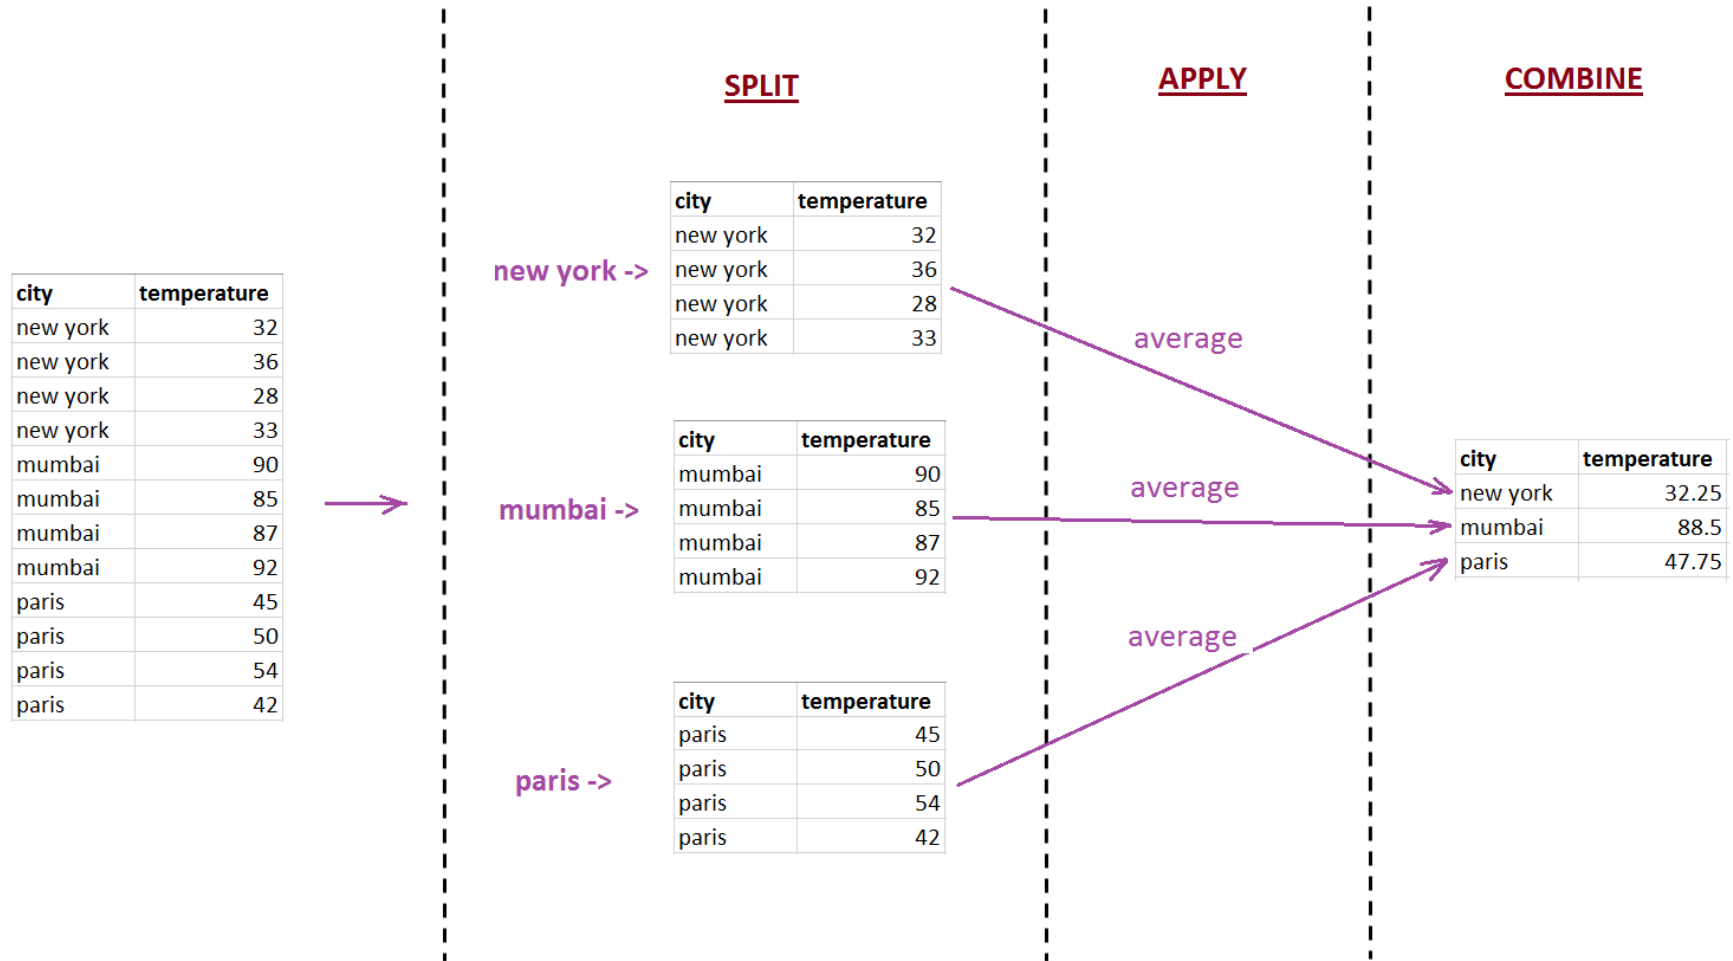 SPLIT
APPLY
COMBINE
city temperature
new york 32
new york 36
new york 28
new york 33
mumbai 90
mumbai 85
mumbai 87
mumbai 92
paris 45
paris 50
paris 54
paris 42
new york ->
city temperature
new york 32
new york 36
new york 28
new york 33
mumbai ->
city temperature
mumbai 90
mumbai 85
mumbai 87
mumbai 92
paris ->
city temperature
paris 45
paris 50
paris 54
paris 42
average
average
average
city temperature
new york 32.25
mumbai 88.5
paris 47.75